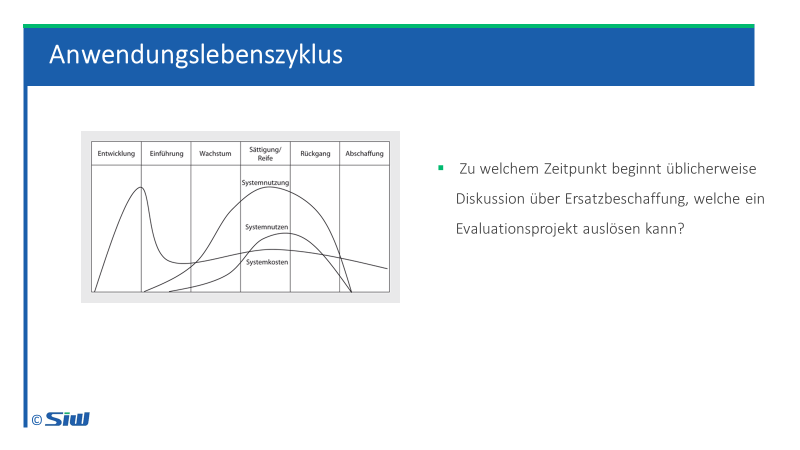 Anwendungslebenszyklus
Entwicklung
Einführung
Wachstum
Sättigung/
Reife
Rückgang
Abschaffung
Systemnutzung
Systemnutzen
Systemkosten
▪ Zu welchem Zeitpunkt beginnt üblicherweise
Diskussion über Ersatzbeschaffung, welche ein
Evaluationsprojekt auslösen kann?
© SIW